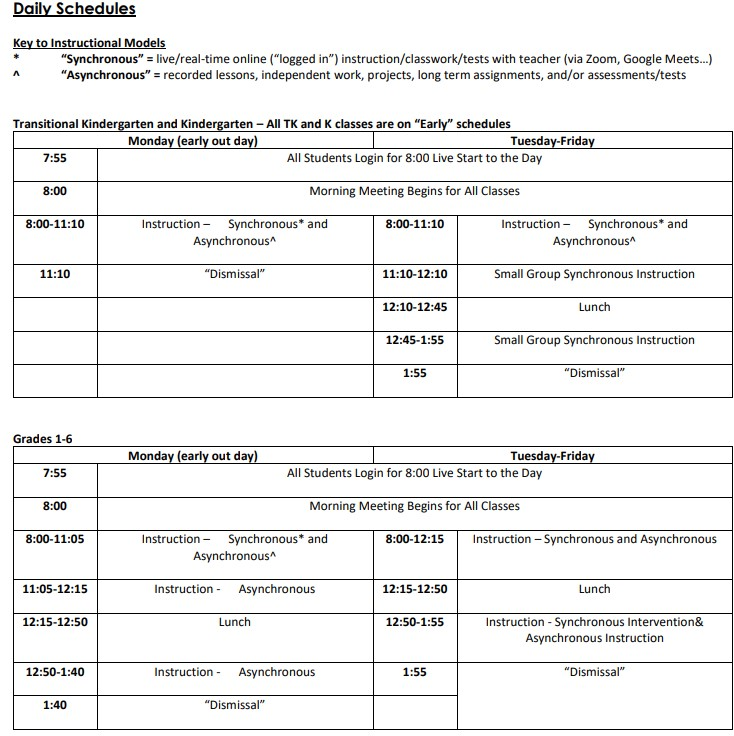 Daily Schedules
Key to Instructional Models
* “Synchronous” = live/real-time online (“logged in”) instruction/classwork/tests with teacher (via Zoom, Google Meets…)
^ “Asynchronous” = recorded lessons, independent work, projects, long term assignments, and/or assessments/tests
Transitional Kindergarten and Kindergarten – All TK and K classes are on “Early” schedules
Monday (early out day) Tuesday-Friday
7:55 All Students Login for 8:00 Live Start to the Day
8:00 Morning Meeting Begins for All Classes
8:00-11:10 Instruction – Synchronous* and 8:00-11:10 Instruction – Synchronous* and
Asynchronous^ Asynchronous^
11:10 “Dismissal” 11:10-12:10 Small Group Synchronous Instruction
12:10-12:45 Lunch
12:45-1:55 Small Group Synchronous Instruction
1:55 “Dismissal”
Grades 1-6
Monday (early out day) Tuesday-Friday
7:55 All Students Login for 8:00 Live Start to the Day
8:00 Morning Meeting Begins for All Classes
8:00-11:05 Instruction – Synchronous* and 8:00-12:15 Instruction – Synchronous and Asynchronous
Asynchronous^
11:05-12:15 Instruction - Asynchronous 12:15-12:50 Lunch
12:15-12:50 Lunch 12:50-1:55 Instruction - Synchronous Intervention&
Asynchronous Instruction
12:50-1:40 Instruction - Asynchronous 1:55 “Dismissal”
1:40 “Dismissal”